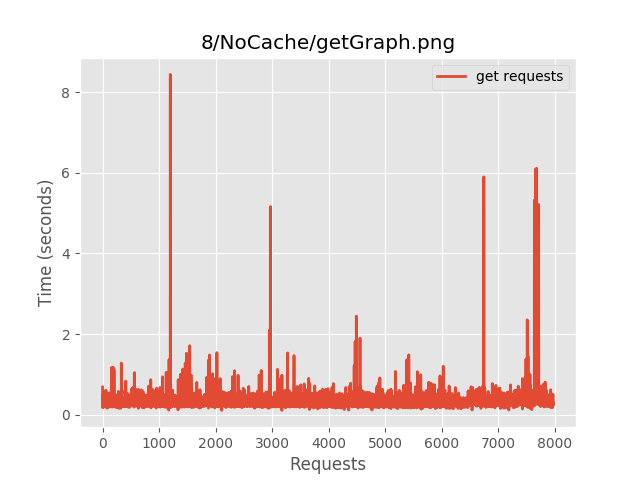 8/NoCache/getGraph.png
get requests
8
6
4
2
0
Time (seconds)
0 1000 2000 3000 4000 5000 6000 7000 8000
Requests